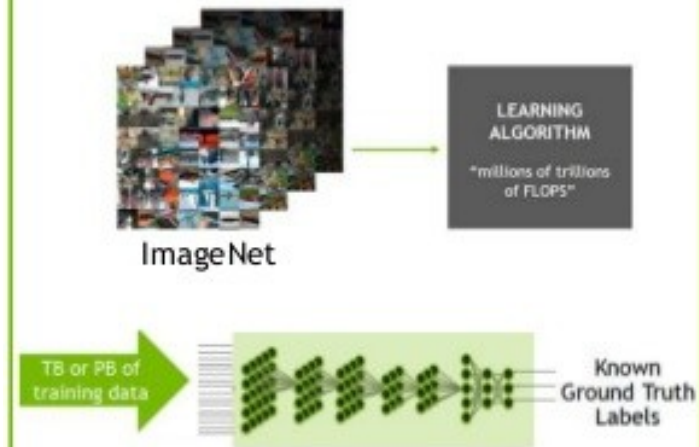 LEARNING
ALGORITHM
"millions of trillions
of FLOPS"
ImageNet
TB or PB of
training data
Known
Ground Truth
Labels